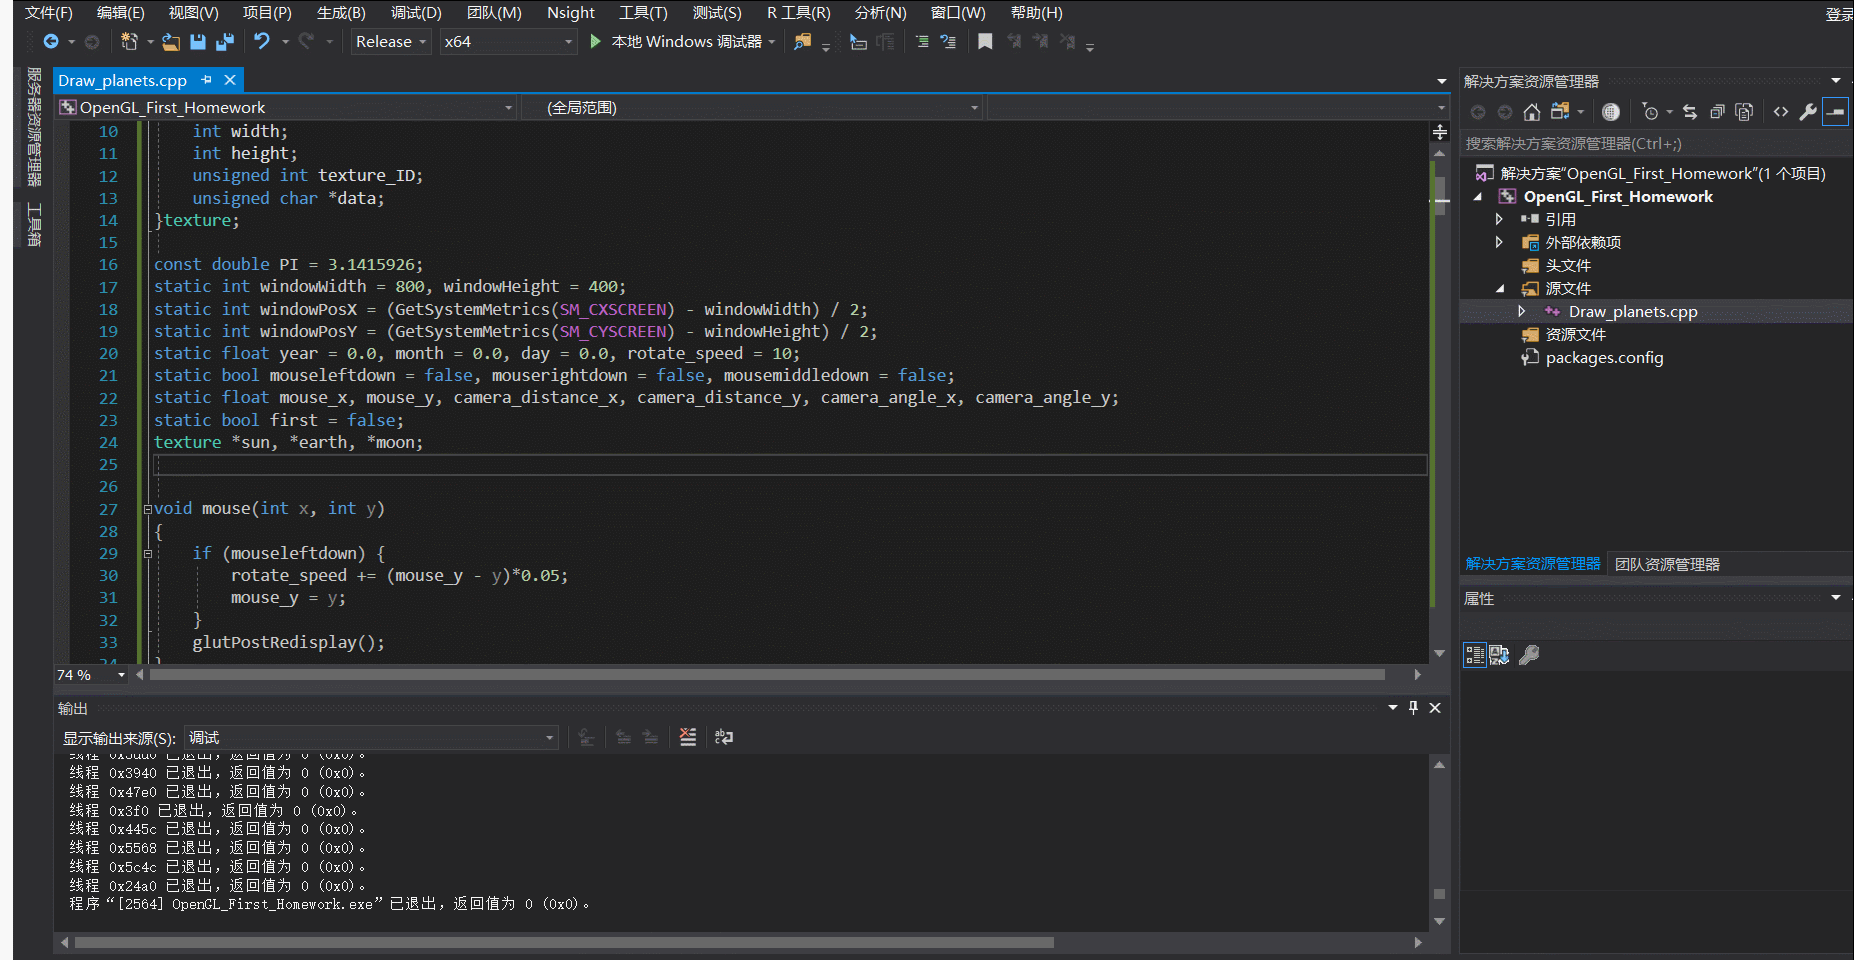 文件(F) 编辑(E) 视图(V) 项目(P) 生成(B) 调试(D) 团队(M) Nsight 工具(T) 测试(S) R 工具(R) 分析(N) 窗口(W) 帮助(H)
登录
Release x64 本地 Windows 调试器
服务器资源管理器
工具箱
Draw_planets.cpp
OpenGL_First_Homework (全局范围)
10 int width;
11 int height;
12 unsigned int texture_ID;
13 unsigned char *data;
14 }texture;
15
16 const double PI = 3.1415926;
17 static int windowWidth = 800, windowHeight = 400;
18 static int windowPosX = (GetSystemMetrics(SM_CXSCREEN) - windowWidth) / 2;
19 static int windowPosY = (GetSystemMetrics(SM_CYSCREEN) - windowHeight) / 2;
20 static float year = 0.0, month = 0.0, day = 0.0, rotate_speed = 10;
21 static bool mouseleftdown = false, mouserightdown = false, mousemiddledown = false;
22 static float mouse_x, mouse_y, camera_distance_x, camera_distance_y, camera_angle_x, camera_angle_y;
23 static bool first = false;
24 texture *sun, *earth, *moon;
25
26
27 void mouse(int x, int y)
28 {
29 if (mouseleftdown) {
30 rotate_speed += (mouse_y - y)*0.05;
31 mouse_y = y;
32 }
33 glutPostRedisplay();
34 }
74 %
输出
显示输出来源(S): 调试
线程 0x3940 已退出，返回值为 0 (0x0)。
线程 0x47e0 已退出，返回值为 0 (0x0)。
线程 0x3f0 已退出，返回值为 0 (0x0)。
线程 0x445c 已退出，返回值为 0 (0x0)。
线程 0x5568 已退出，返回值为 0 (0x0)。
线程 0x5c4c 已退出，返回值为 0 (0x0)。
线程 0x24a0 已退出，返回值为 0 (0x0)。
程序“[2564] OpenGL_First_Homework.exe”已退出，返回值为 0 (0x0)。
解决方案资源管理器
搜索解决方案资源管理器(Ctrl+;)
解决方案"OpenGL_First_Homework"(1 个项目)
OpenGL_First_Homework
引用
外部依赖项
头文件
源文件
Draw_planets.cpp
资源文件
packages.config
解决方案资源管理器 团队资源管理器
属性